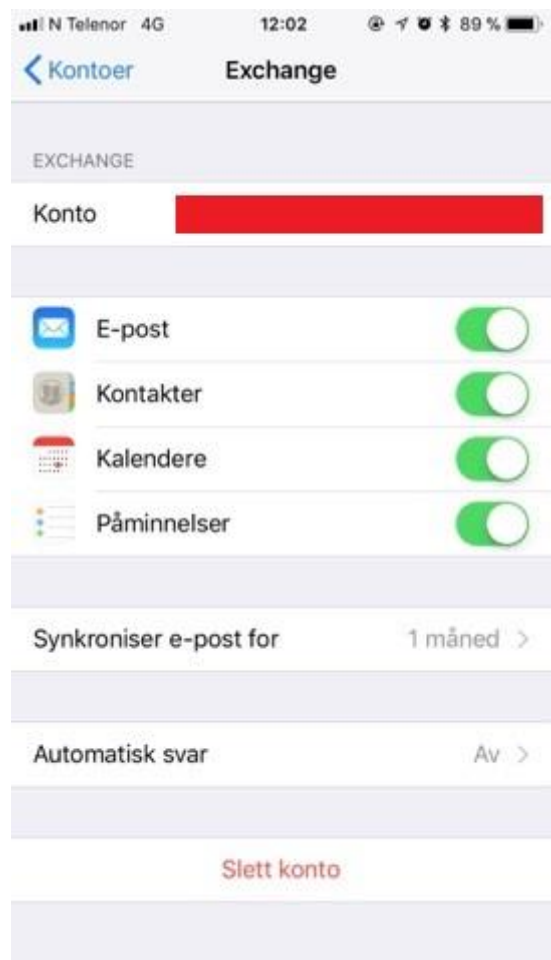 N Telenor 4G 12:02 89 %
Kontoer Exchange
EXCHANGE
Konto
E-post
Kontakter
Kalendere
Påminnelser
Synkroniser e-post for 1 måned
Automatisk svar Av
Slett konto